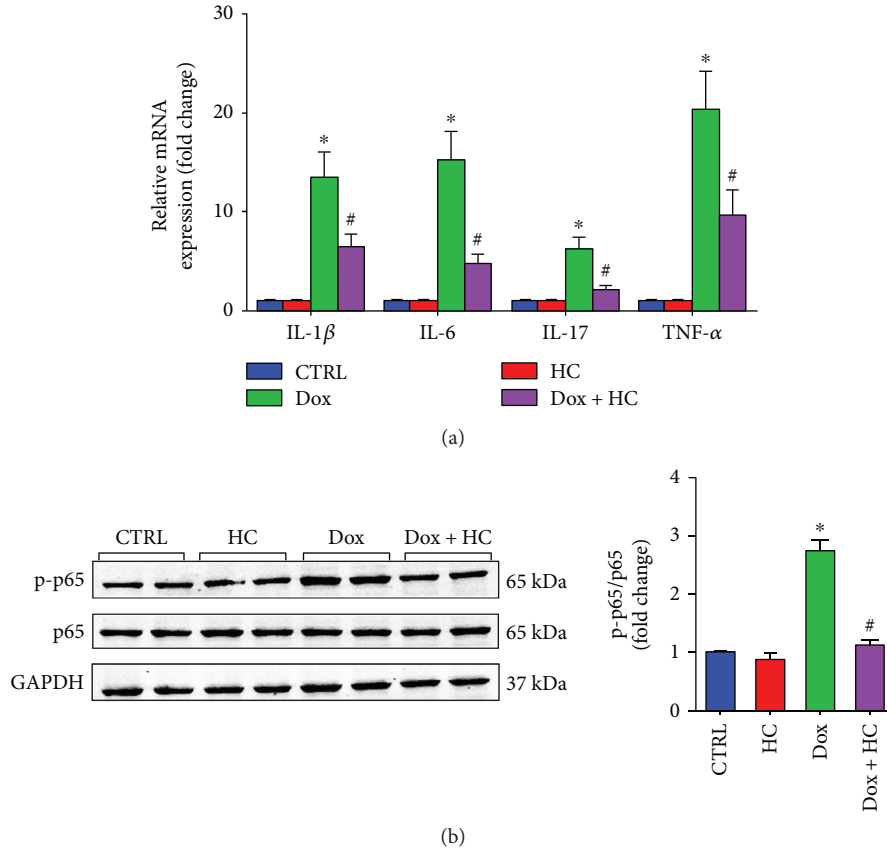 Relative mRNA
expression (fold change)
30
20
10
0
*
#
*
#
*
#
*
#
IL-1β IL-6 IL-17 TNF-α
CTRL HC
Dox Dox + HC
(a)
CTRL HC Dox Dox + HC
p-p65 65 kDa
p65 65 kDa
GAPDH 37 kDa
p-p65/p65
(fold change)
4
3
2
1
0
*
#
CTRL
HC
Dox
Dox + HC
(b)